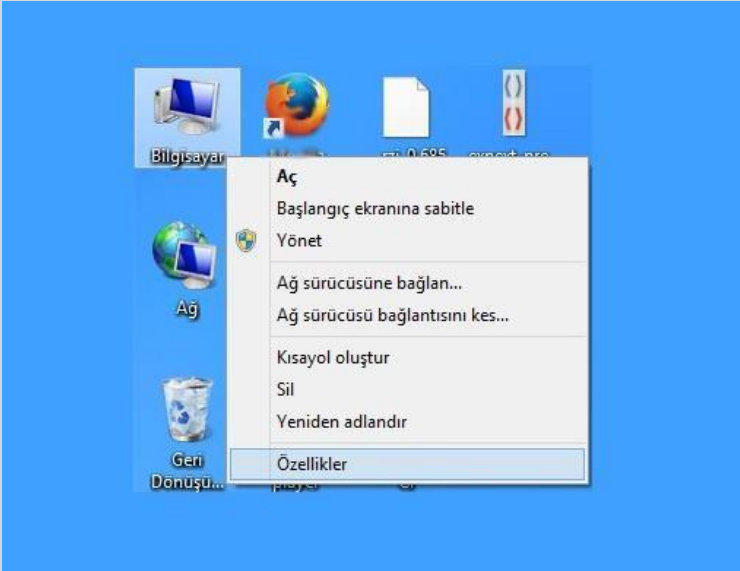 Bilgisayar
Aç
Başlangıç ekranına sabitle
Yönet
Ağ sürücüsüne bağlan...
Ağ sürücüsü bağlantısını kes...
Kısayol oluştur
Sil
Yeniden adlandır
Özellikler
Ağ
Geri
Dönüşü...